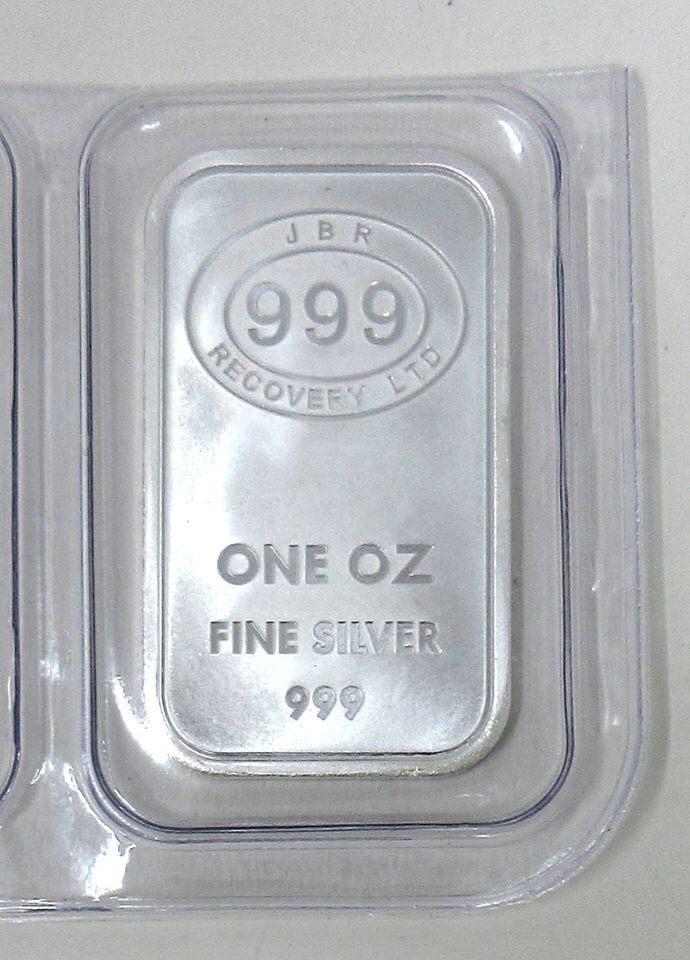 JBR
999
RECOVERY LTD
ONE OZ
FINE SILVER
999